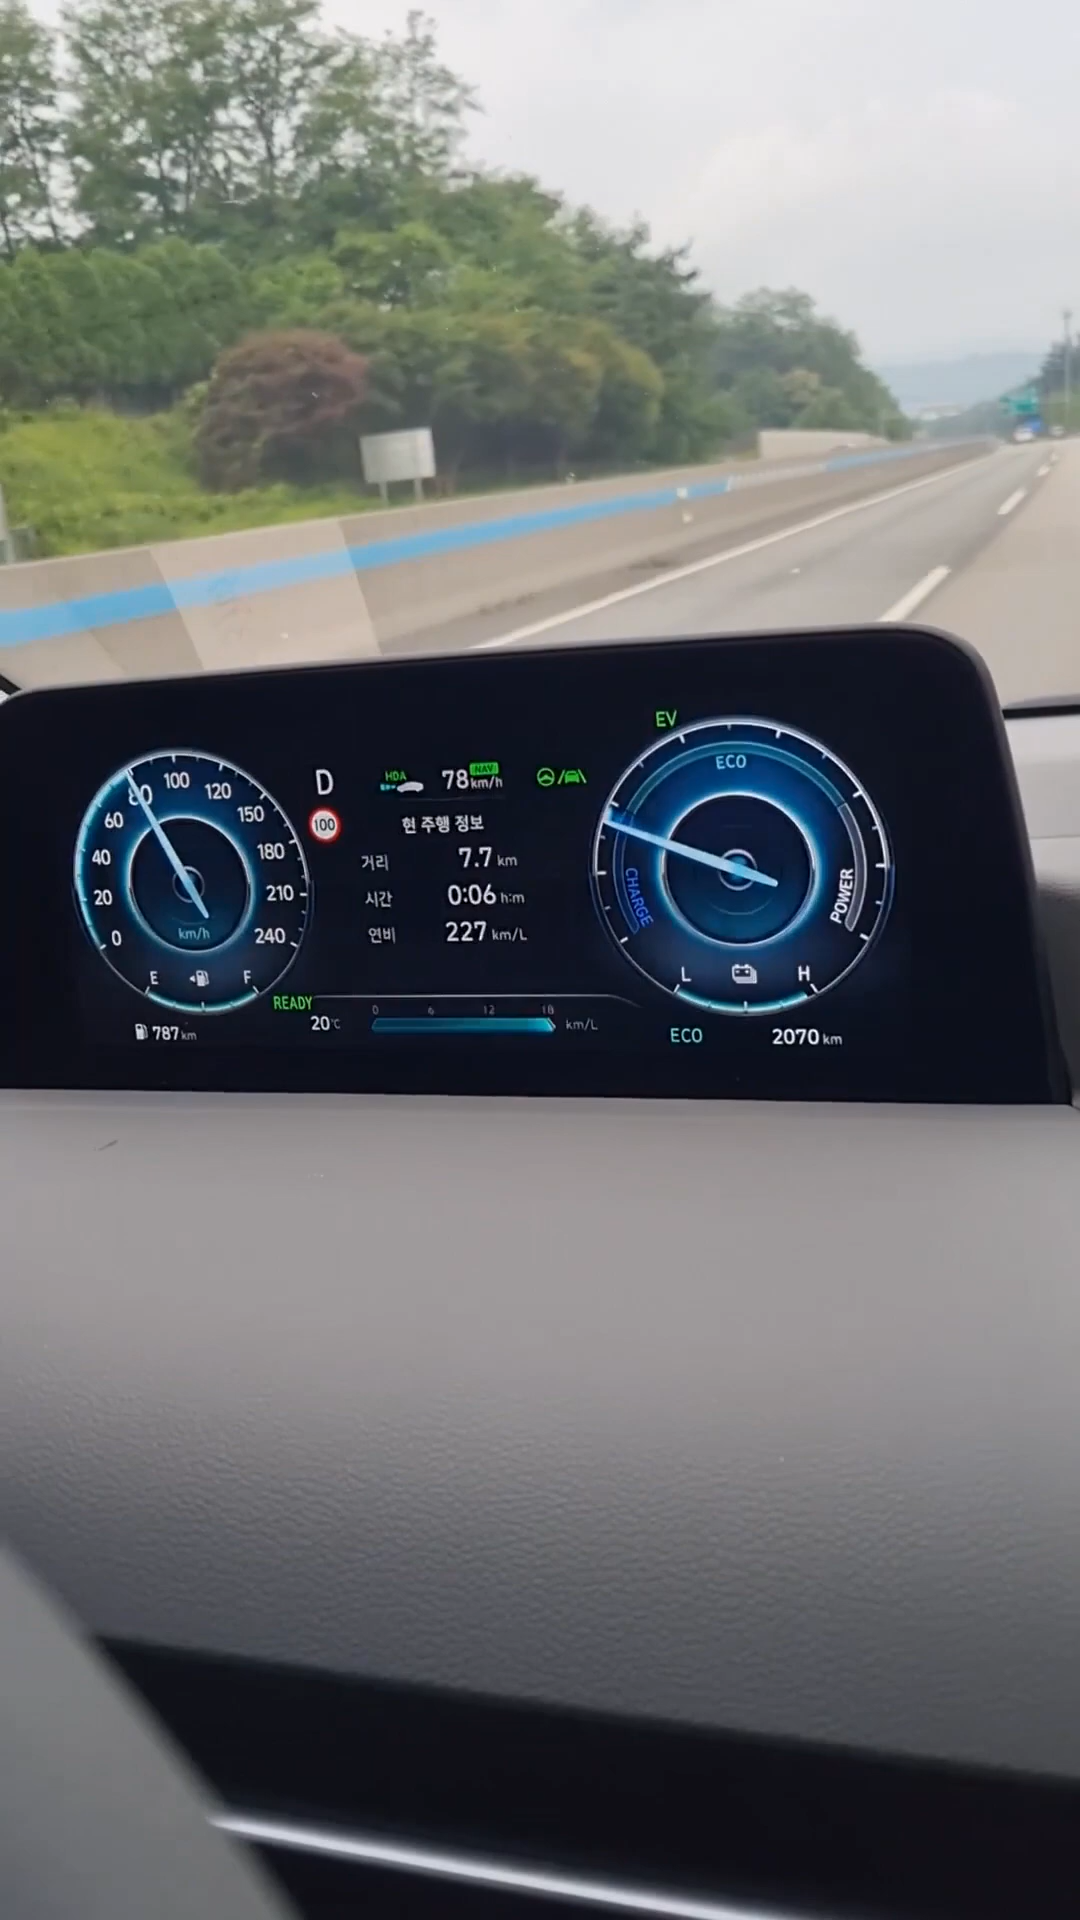 EV
D
HDA
78 km/h
NAV
100
현 주행 정보
거리 7.7 km
시간 0:06 h:m
연비 227 km/L
0
20
40
60
80
100
120
150
180
210
240
km/h
E
F
787 km
READY
20°C
0 6 12 18
km/L
ECO
CHARGE
POWER
L
H
ECO
2070 km